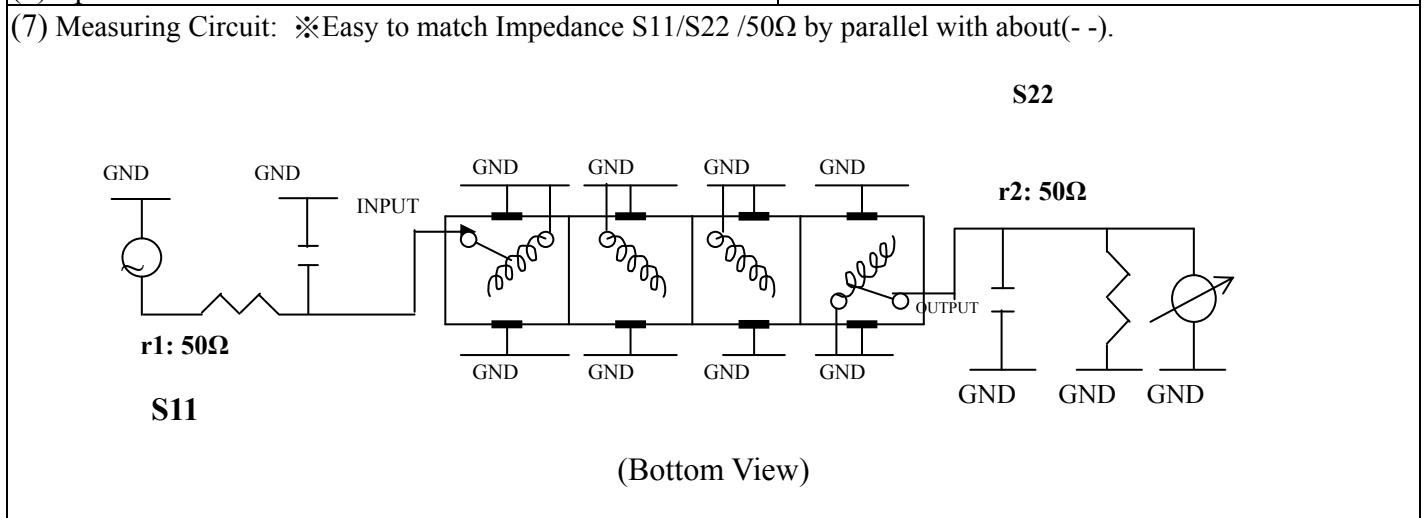 (7) Measuring Circuit: ※Easy to match Impedance S11/S22 /50Ω by parallel with about(- -).
S22
GND GND GND GND GND GND
r2: 50Ω
INPUT
OUTPUT
r1: 50Ω
GND GND GND GND
GND GND GND
S11
(Bottom View)